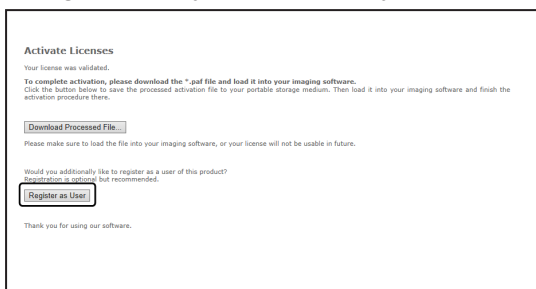 Activate Licenses
Your license was validated.
To complete activation, please download the *.paf file and load it into your imaging software.
Click the button below to save the processed activation file to your portable storage medium. Then load it into your imaging software and finish the
activation procedure there.
Download Processed File...
Please make sure to load the file into your imaging software, or your license will not be usable in future.
Would you additionally like to register as a user of this product?
Registration is optional but recommended.
Register as User
Thank you for using our software.